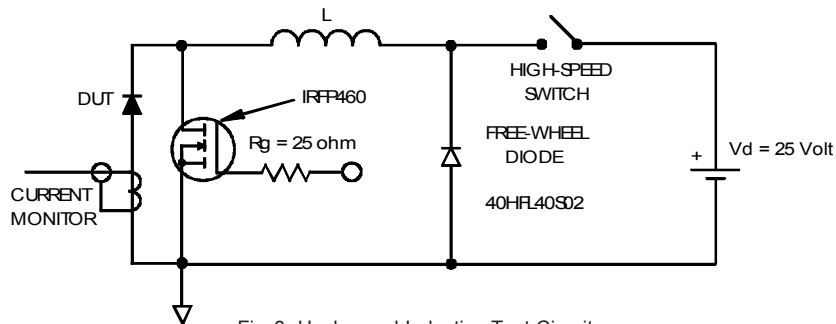 L
HIGH-SPEED
SWITCH
DUT
IRFP460
Rg = 25 ohm
FREE-WHEEL
DIODE
+
Vd = 25 Volt
40HFL40S02
CURRENT
MONITOR